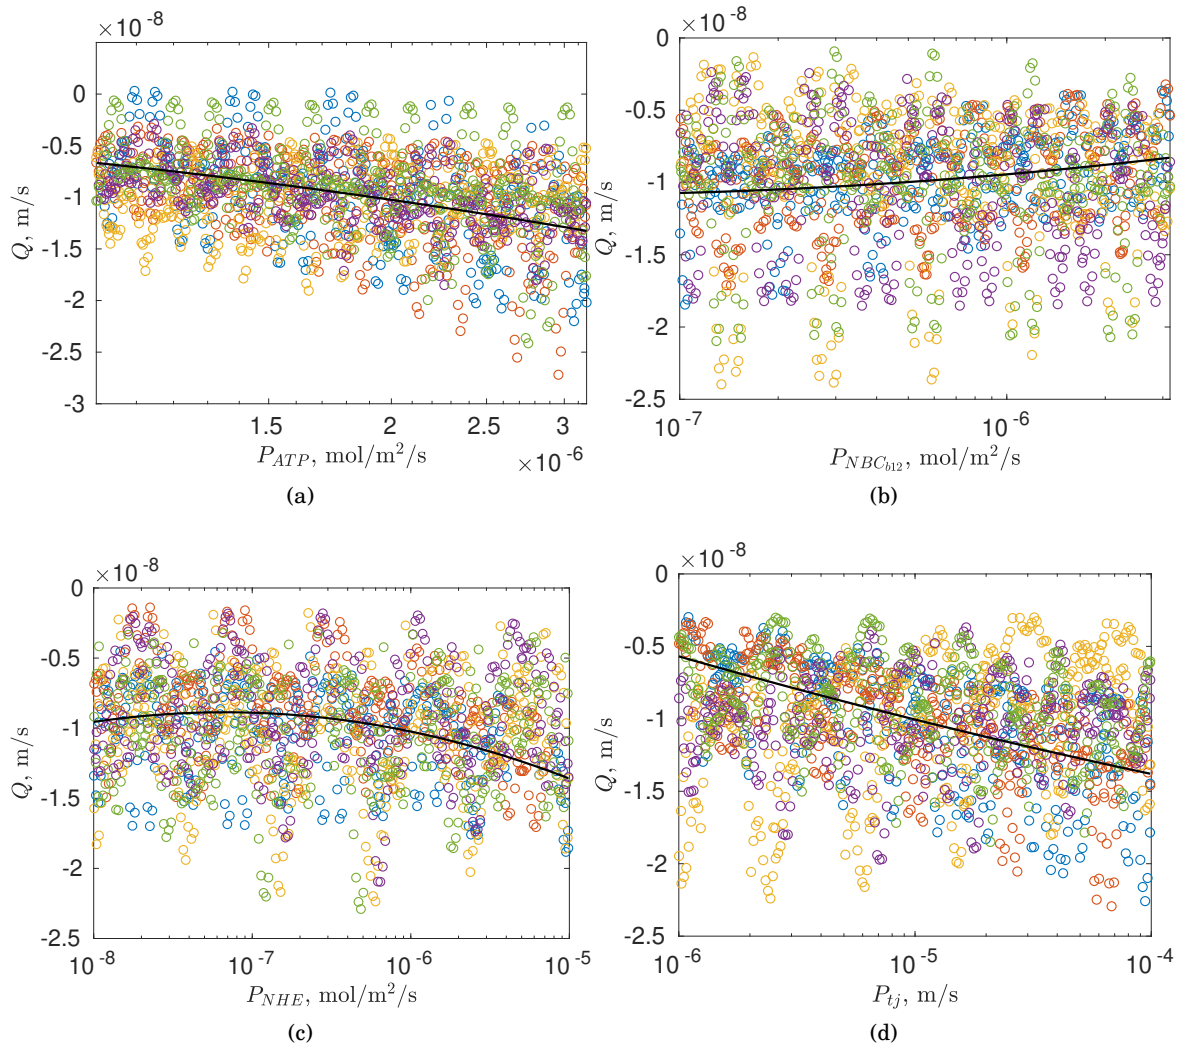 ×10⁻⁸
0
-0.5
-1
-1.5
-2
-2.5
-3
Q, m/s
1.5 2 2.5 3
P_ATP, mol/m²/s
×10⁻⁶
(a)
×10⁻⁸
0
-0.5
-1
-1.5
-2
-2.5
Q, m/s
10⁻⁷ 10⁻⁶
P_NBC_b12, mol/m²/s
(b)
×10⁻⁸
0
-0.5
-1
-1.5
-2
-2.5
Q, m/s
10⁻⁸ 10⁻⁷ 10⁻⁶ 10⁻⁵
P_NHE, mol/m²/s
(c)
×10⁻⁸
0
-0.5
-1
-1.5
-2
-2.5
Q, m/s
10⁻⁶ 10⁻⁵ 10⁻⁴
P_tj, m/s
(d)